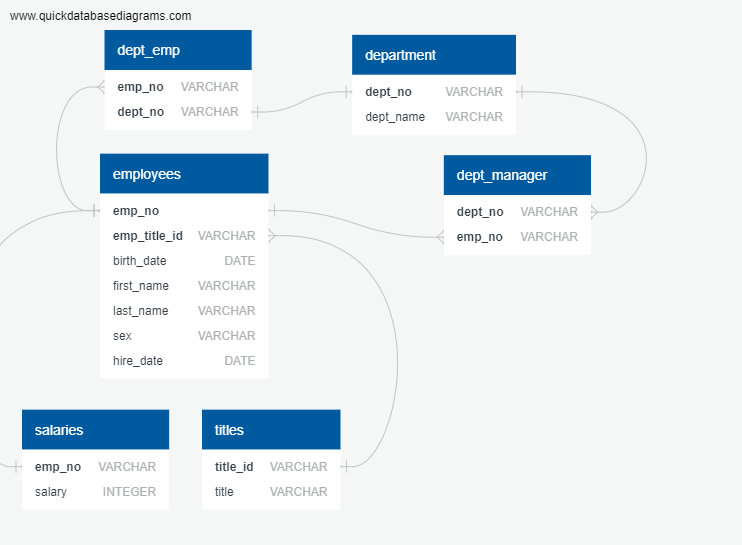 www.quickdatabasediagrams.com
dept_emp
emp_no VARCHAR
dept_no VARCHAR
department
dept_no VARCHAR
dept_name VARCHAR
employees
emp_no
emp_title_id VARCHAR
birth_date DATE
first_name VARCHAR
last_name VARCHAR
sex VARCHAR
hire_date DATE
dept_manager
dept_no VARCHAR
emp_no VARCHAR
salaries
emp_no VARCHAR
salary INTEGER
titles
title_id VARCHAR
title VARCHAR